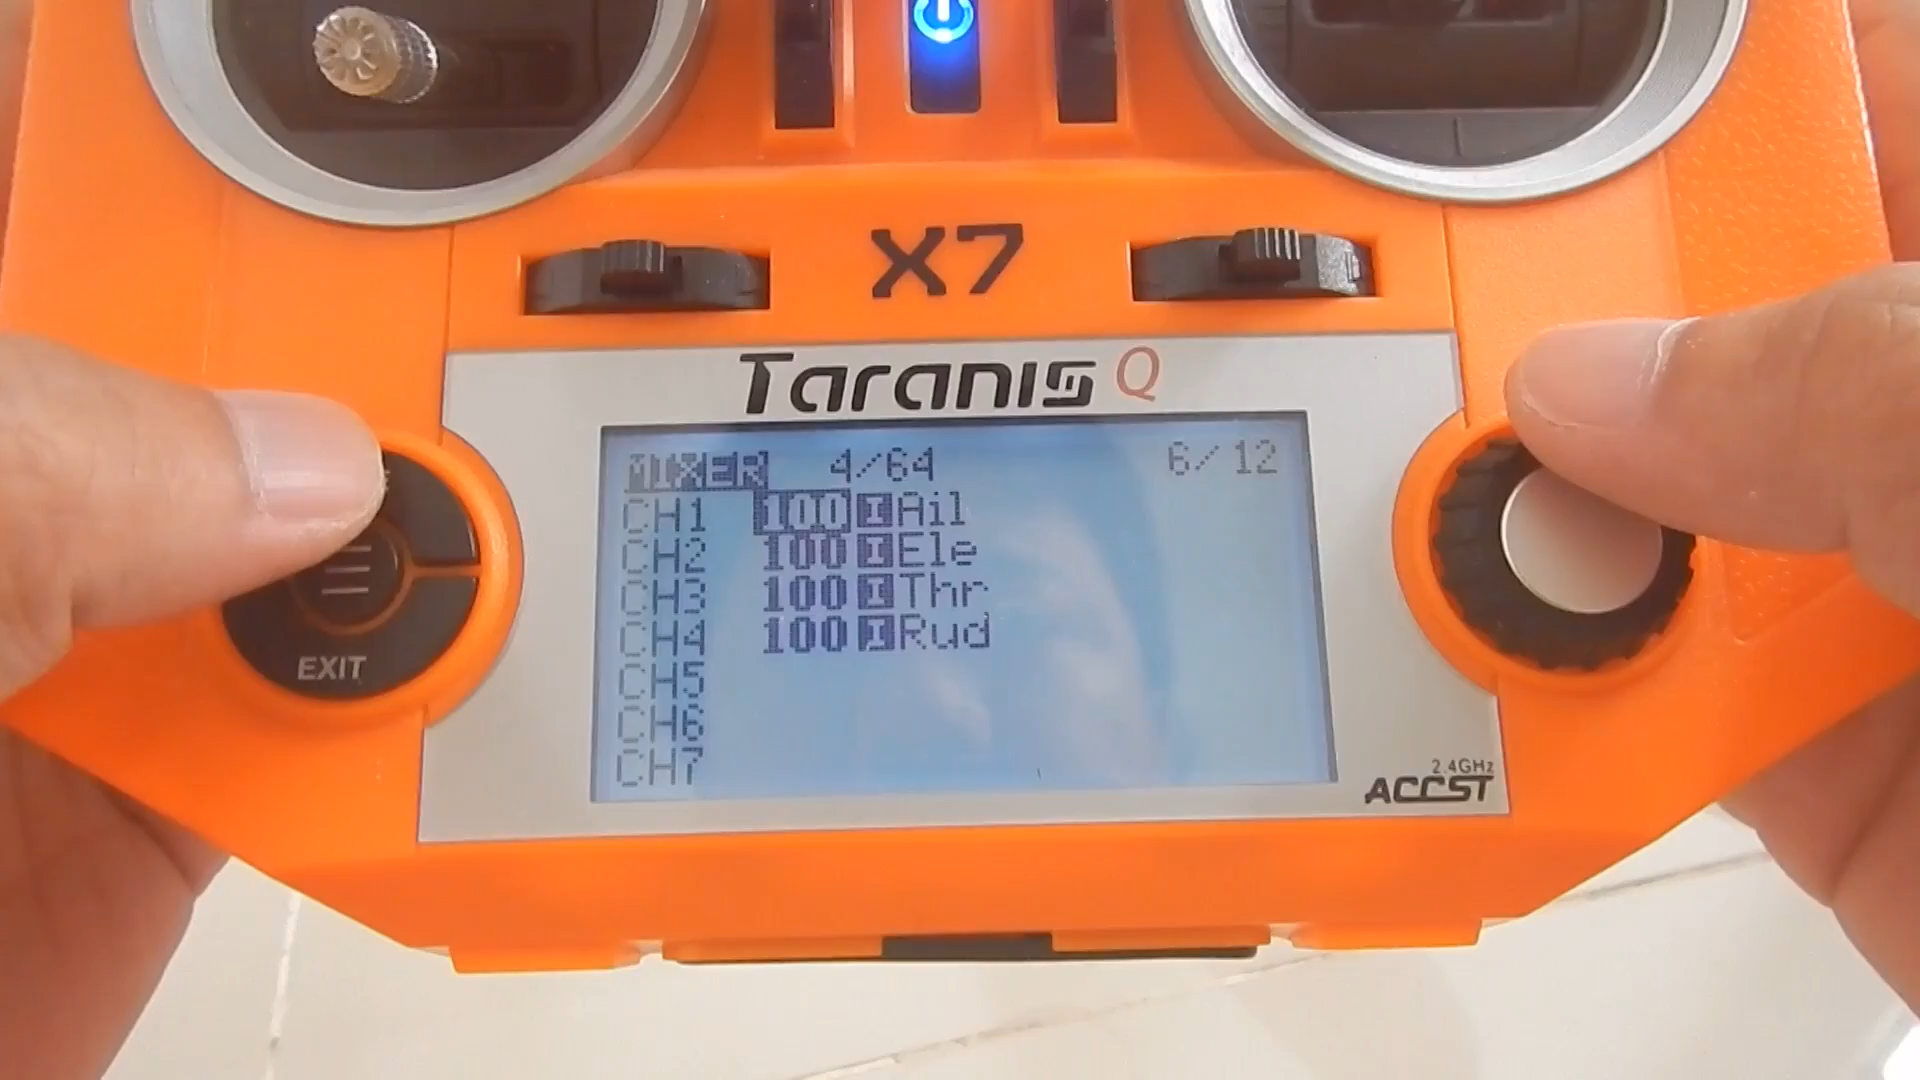 X7
Taranis Q
MIXER 4/64 6/12
CH1 100 I Ail
CH2 100 I Ele
CH3 100 I Thr
CH4 100 I Rud
CH5
CH6
CH7
EXIT
2.4GHz
ACCST